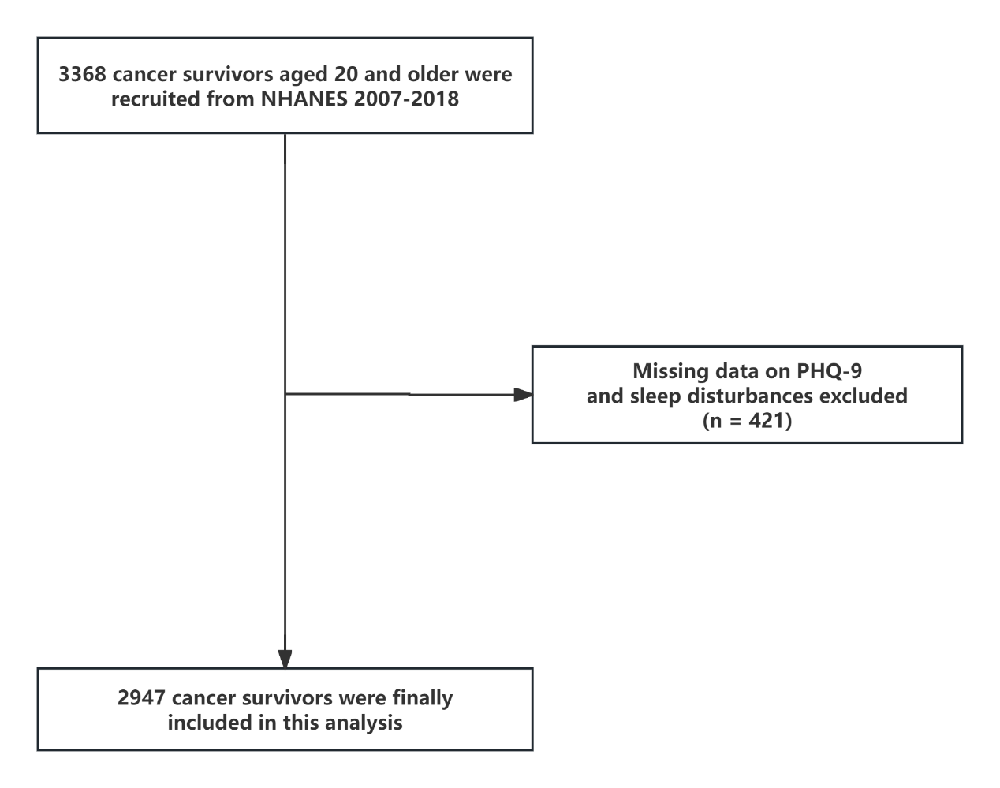 3368 cancer survivors aged 20 and older were
recruited from NHANES 2007-2018
Missing data on PHQ-9
and sleep disturbances excluded
(n = 421)
2947 cancer survivors were finally
included in this analysis